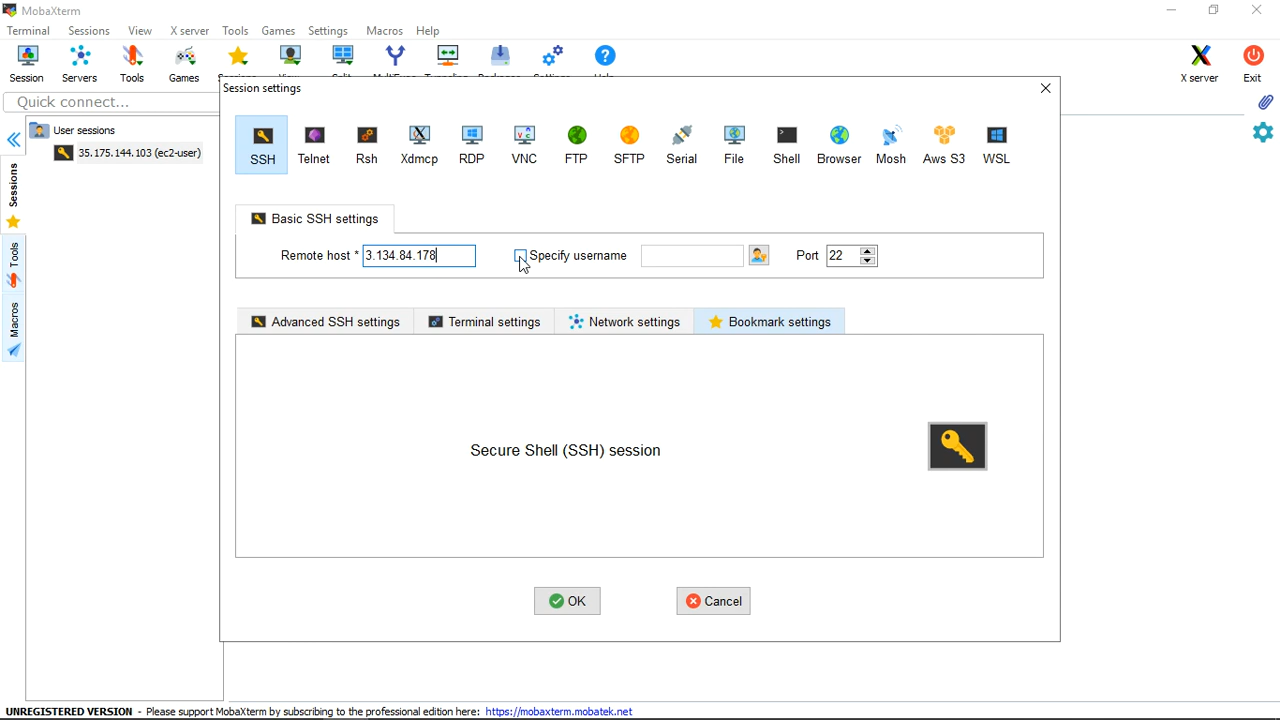 MobaXterm
Terminal Sessions View X server Tools Games Settings Macros Help
Session Servers Tools Games X server Exit
Quick connect...
User sessions
35.175.144.103 (ec2-user)
Sessions
Tools
Macros
Session settings
SSH Telnet Rsh Xdmcp RDP VNC FTP SFTP Serial File Shell Browser Mosh Aws S3 WSL
Basic SSH settings
Remote host * 3.134.84.178 Specify username Port 22
Advanced SSH settings Terminal settings Network settings Bookmark settings
Secure Shell (SSH) session
OK Cancel
UNREGISTERED VERSION - Please support MobaXterm by subscribing to the professional edition here: https://mobaxterm.mobatek.net